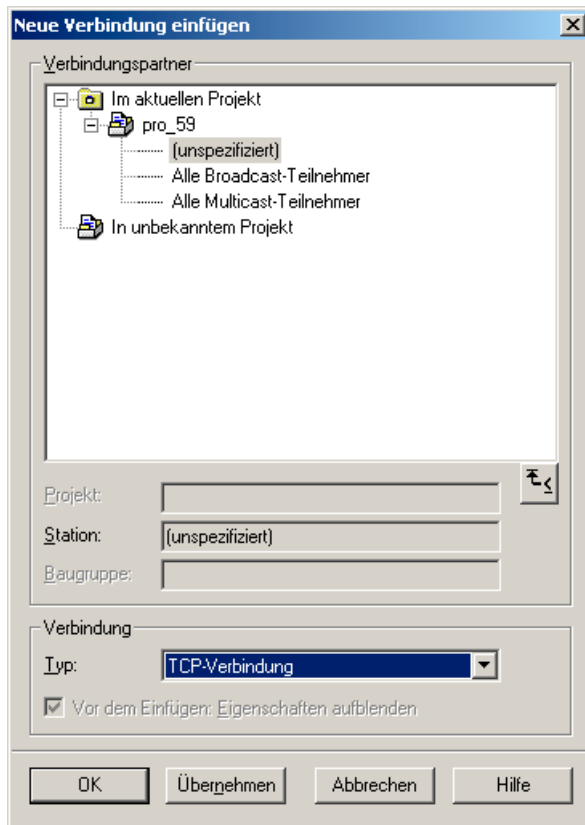 Neue Verbindung einfügen
Verbindungspartner
Im aktuellen Projekt
pro_59
(unspezifiziert)
Alle Broadcast-Teilnehmer
Alle Multicast-Teilnehmer
In unbekanntem Projekt
Projekt:
Station: (unspezifiziert)
Baugruppe:
Verbindung
Typ: TCP-Verbindung
Vor dem Einfügen: Eigenschaften aufblenden
OK Übernehmen Abbrechen Hilfe